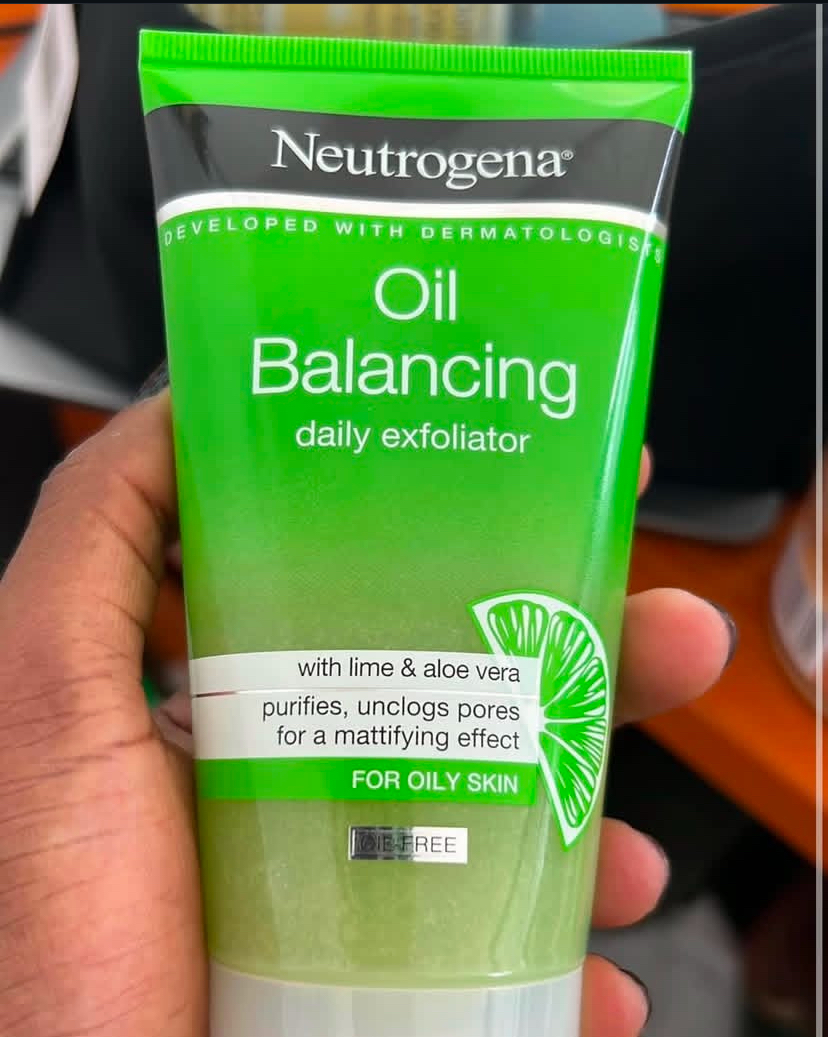 Neutrogena®
DEVELOPED WITH DERMATOLOGISTS
Oil
Balancing
daily exfoliator
with lime & aloe vera
purifies, unclogs pores
for a mattifying effect
FOR OILY SKIN
OIL-FREE